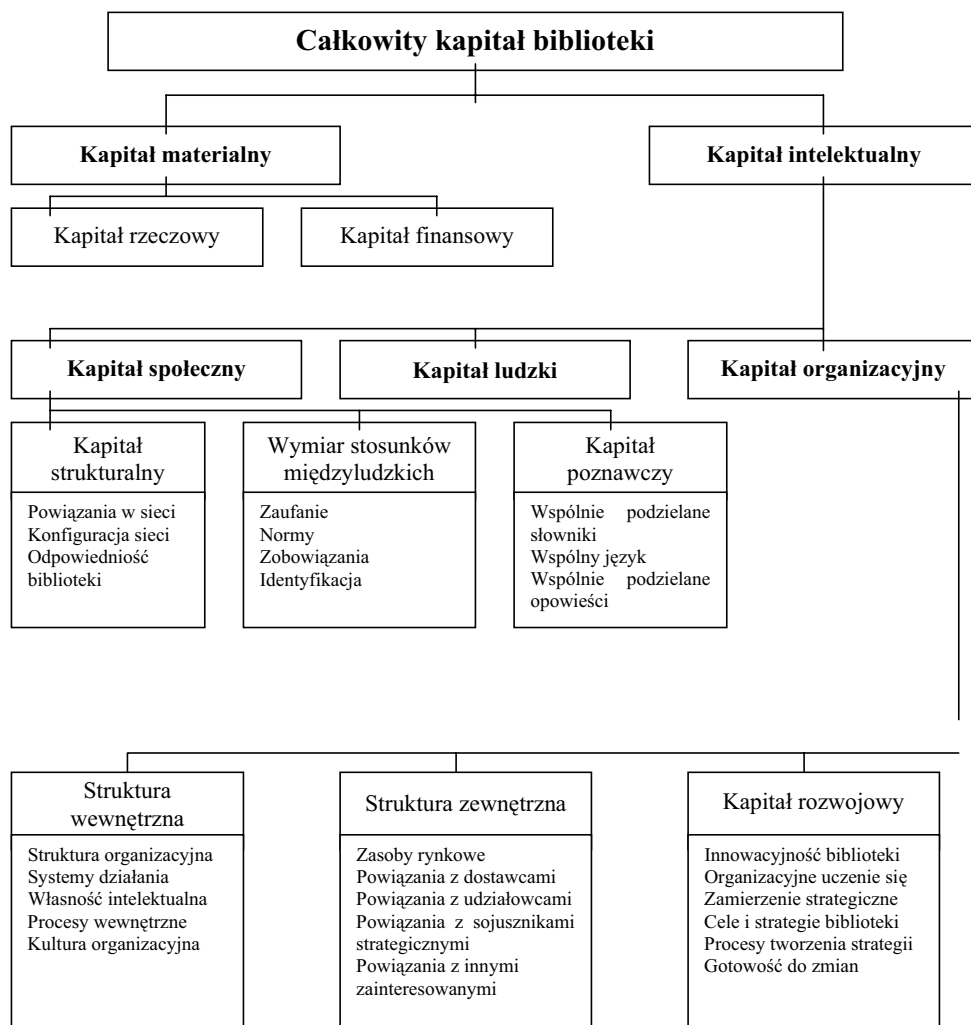 Całkowity kapitał biblioteki
Kapitał materialny
Kapitał intelektualny
Kapitał rzeczowy
Kapitał finansowy
Kapitał społeczny
Kapitał ludzki
Kapitał organizacyjny
Kapitał
strukturalny
Powiązania w sieci
Konfiguracja sieci
Odpowiedniość
biblioteki
Wymiar stosunków
międzyludzkich
Zaufanie
Normy
Zobowiązania
Identyfikacja
Kapitał
poznawczy
Wspólnie podzielane
słowniki
Wspólny język
Wspólnie podzielane
opowieści
Struktura
wewnętrzna
Struktura organizacyjna
Systemy działania
Własność intelektualna
Procesy wewnętrzne
Kultura organizacyjna
Struktura zewnętrzna
Zasoby rynkowe
Powiązania z dostawcami
Powiązania z udziałowcami
Powiązania z sojusznikami
strategicznymi
Powiązania z innymi
zainteresowanymi
Kapitał rozwojowy
Innowacyjność biblioteki
Organizacyjne uczenie się
Zamierzenie strategiczne
Cele i strategie biblioteki
Procesy tworzenia strategii
Gotowość do zmian